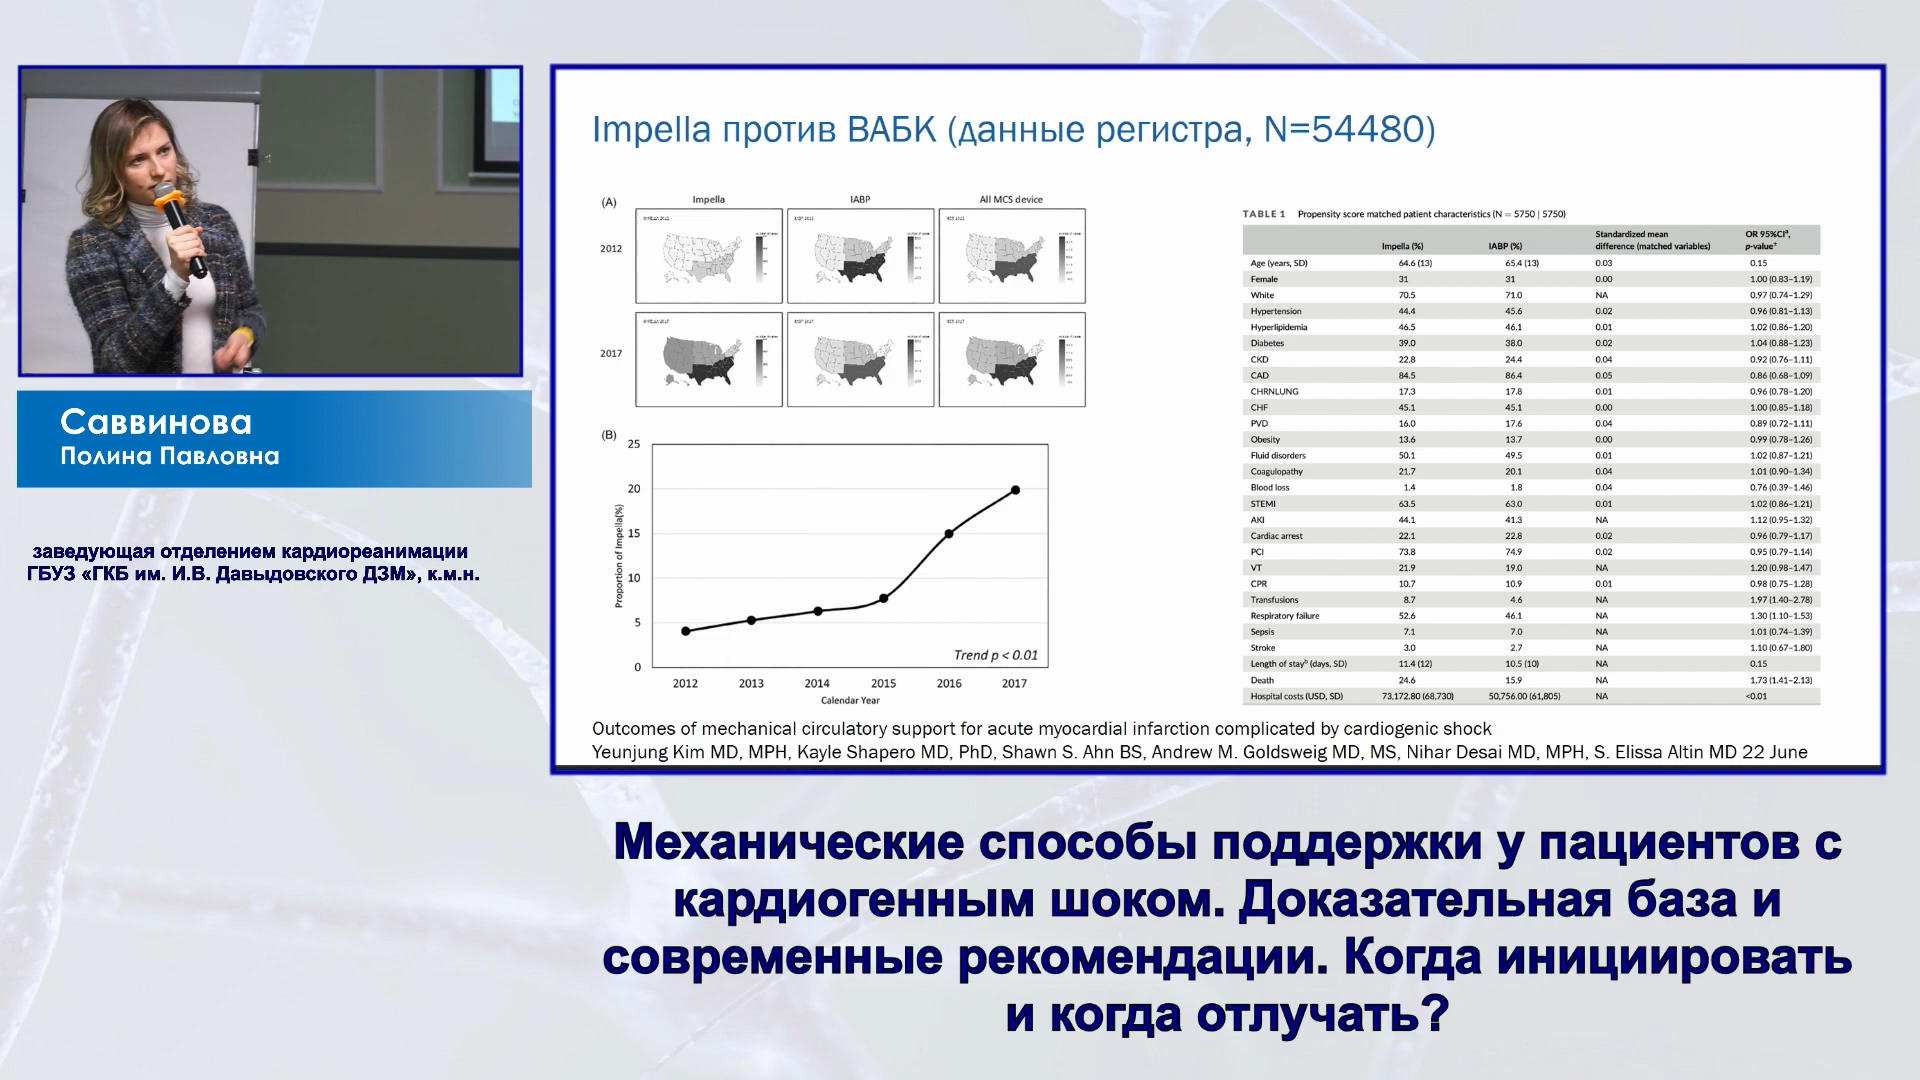 Саввинова
Полина Павловна
заведующая отделением кардиореанимации
ГБУЗ «ГКБ им. И.В. Давыдовского ДЗМ», к.м.н.
Impella против ВАБК (данные регистра, N=54480)
(A) Impella IABP All MCS device
2012
2017
(B)
25
20
15
10
5
0
Proportion of Impella(%)
Trend p < 0.01
2012 2013 2014 2015 2016 2017
Calendar Year
TABLE 1 Propensity score matched patient characteristics (N = 5750 | 5750)
Impella (%) IABP (%) Standardized mean difference (matched variables) OR 95%CIᵃ, p-value±
Age (years, SD) 64.6 (13) 65.4 (13) 0.03 0.15
Female 31 31 0.00 1.00 (0.83–1.19)
White 70.5 71.0 NA 0.97 (0.74–1.29)
Hypertension 44.4 45.6 0.02 0.96 (0.81–1.13)
Hyperlipidemia 46.5 46.1 0.01 1.02 (0.86–1.20)
Diabetes 39.0 38.0 0.02 1.04 (0.88–1.23)
CKD 22.8 24.4 0.04 0.92 (0.76–1.11)
CAD 84.5 86.4 0.05 0.86 (0.68–1.09)
CHRNLUNG 17.3 17.8 0.01 0.96 (0.78–1.20)
CHF 45.1 45.1 0.00 1.00 (0.85–1.18)
PVD 16.0 17.6 0.04 0.89 (0.72–1.11)
Obesity 13.6 13.7 0.00 0.99 (0.78–1.26)
Fluid disorders 50.1 49.5 0.01 1.02 (0.87–1.21)
Coagulopathy 21.7 20.1 0.04 1.01 (0.90–1.34)
Blood loss 1.4 1.8 0.04 0.76 (0.39–1.46)
STEMI 63.5 63.0 0.01 1.02 (0.86–1.21)
AKI 44.1 41.3 NA 1.12 (0.95–1.32)
Cardiac arrest 22.1 22.8 0.02 0.96 (0.79–1.17)
PCI 73.8 74.9 0.02 0.95 (0.79–1.14)
VT 21.9 19.0 NA 1.20 (0.98–1.47)
CPR 10.7 10.9 0.01 0.98 (0.75–1.28)
Transfusions 8.7 4.6 NA 1.97 (1.40–2.78)
Respiratory failure 52.6 46.1 NA 1.30 (1.10–1.53)
Sepsis 7.1 7.0 NA 1.01 (0.74–1.39)
Stroke 3.0 2.7 NA 1.10 (0.67–1.80)
Length of stayᵇ (days, SD) 11.4 (12) 10.5 (10) NA 0.15
Death 24.6 15.9 NA 1.73 (1.41–2.13)
Hospital costs (USD, SD) 73,172.80 (68,730) 50,756.00 (61,805) NA <0.01
Outcomes of mechanical circulatory support for acute myocardial infarction complicated by cardiogenic shock
Yeunjung Kim MD, MPH, Kayle Shapero MD, PhD, Shawn S. Ahn BS, Andrew M. Goldsweig MD, MS, Nihar Desai MD, MPH, S. Elissa Altin MD 22 June
Механические способы поддержки у пациентов с
кардиогенным шоком. Доказательная база и
современные рекомендации. Когда инициировать
и когда отлучать?